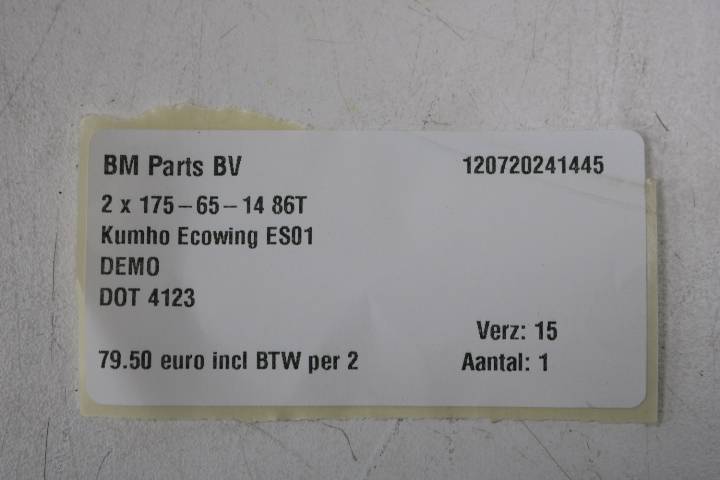 BM Parts BV 120720241445
2 x 175-65-14 86T
Kumho Ecowing ES01
DEMO
DOT 4123
Verz: 15
79.50 euro incl BTW per 2 Aantal: 1